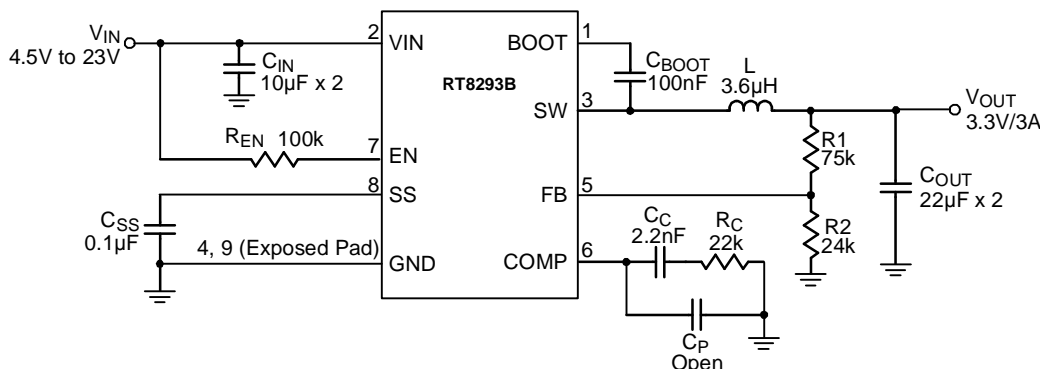 VIN
4.5V to 23V
CIN
10µF x 2
REN 100k
CSS
0.1µF
4, 9 (Exposed Pad)
2
7
8
VIN
EN
SS
GND
RT8293B
BOOT
SW
FB
COMP
1
3
5
6
CBOOT
100nF
L
3.6µH
VOUT
3.3V/3A
R1
75k
COUT
22µF x 2
R2
24k
CC
2.2nF
RC
22k
CP
Open